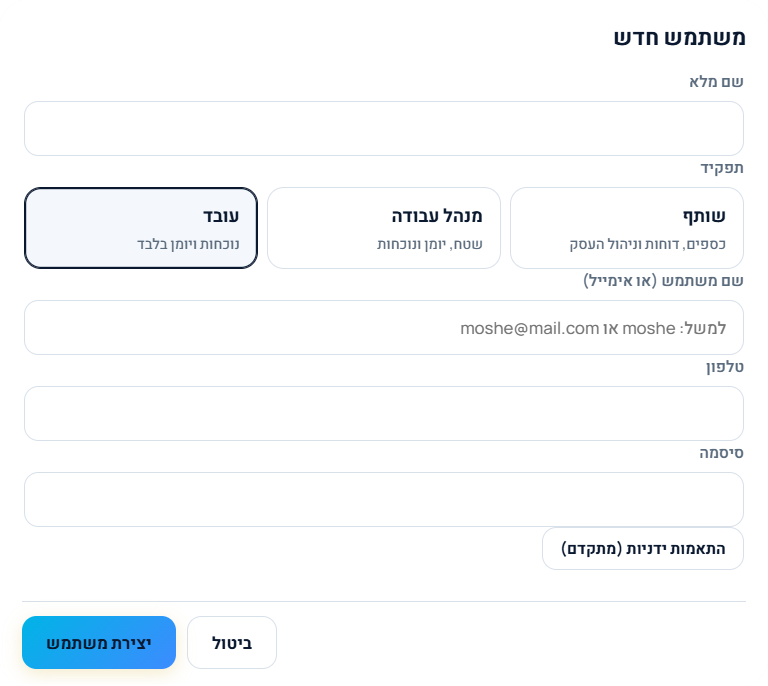 משתמש חדש
שם מלא
תפקיד
שותף
כספים, דוחות וניהול העסק
מנהל עבודה
שטח, יומן ונוכחות
עובד
נוכחות ויומן בלבד
שם משתמש (או אימייל)
למשל: moshe או moshe@mail.com
טלפון
סיסמה
התאמות ידניות (מתקדם)
ביטול
יצירת משתמש